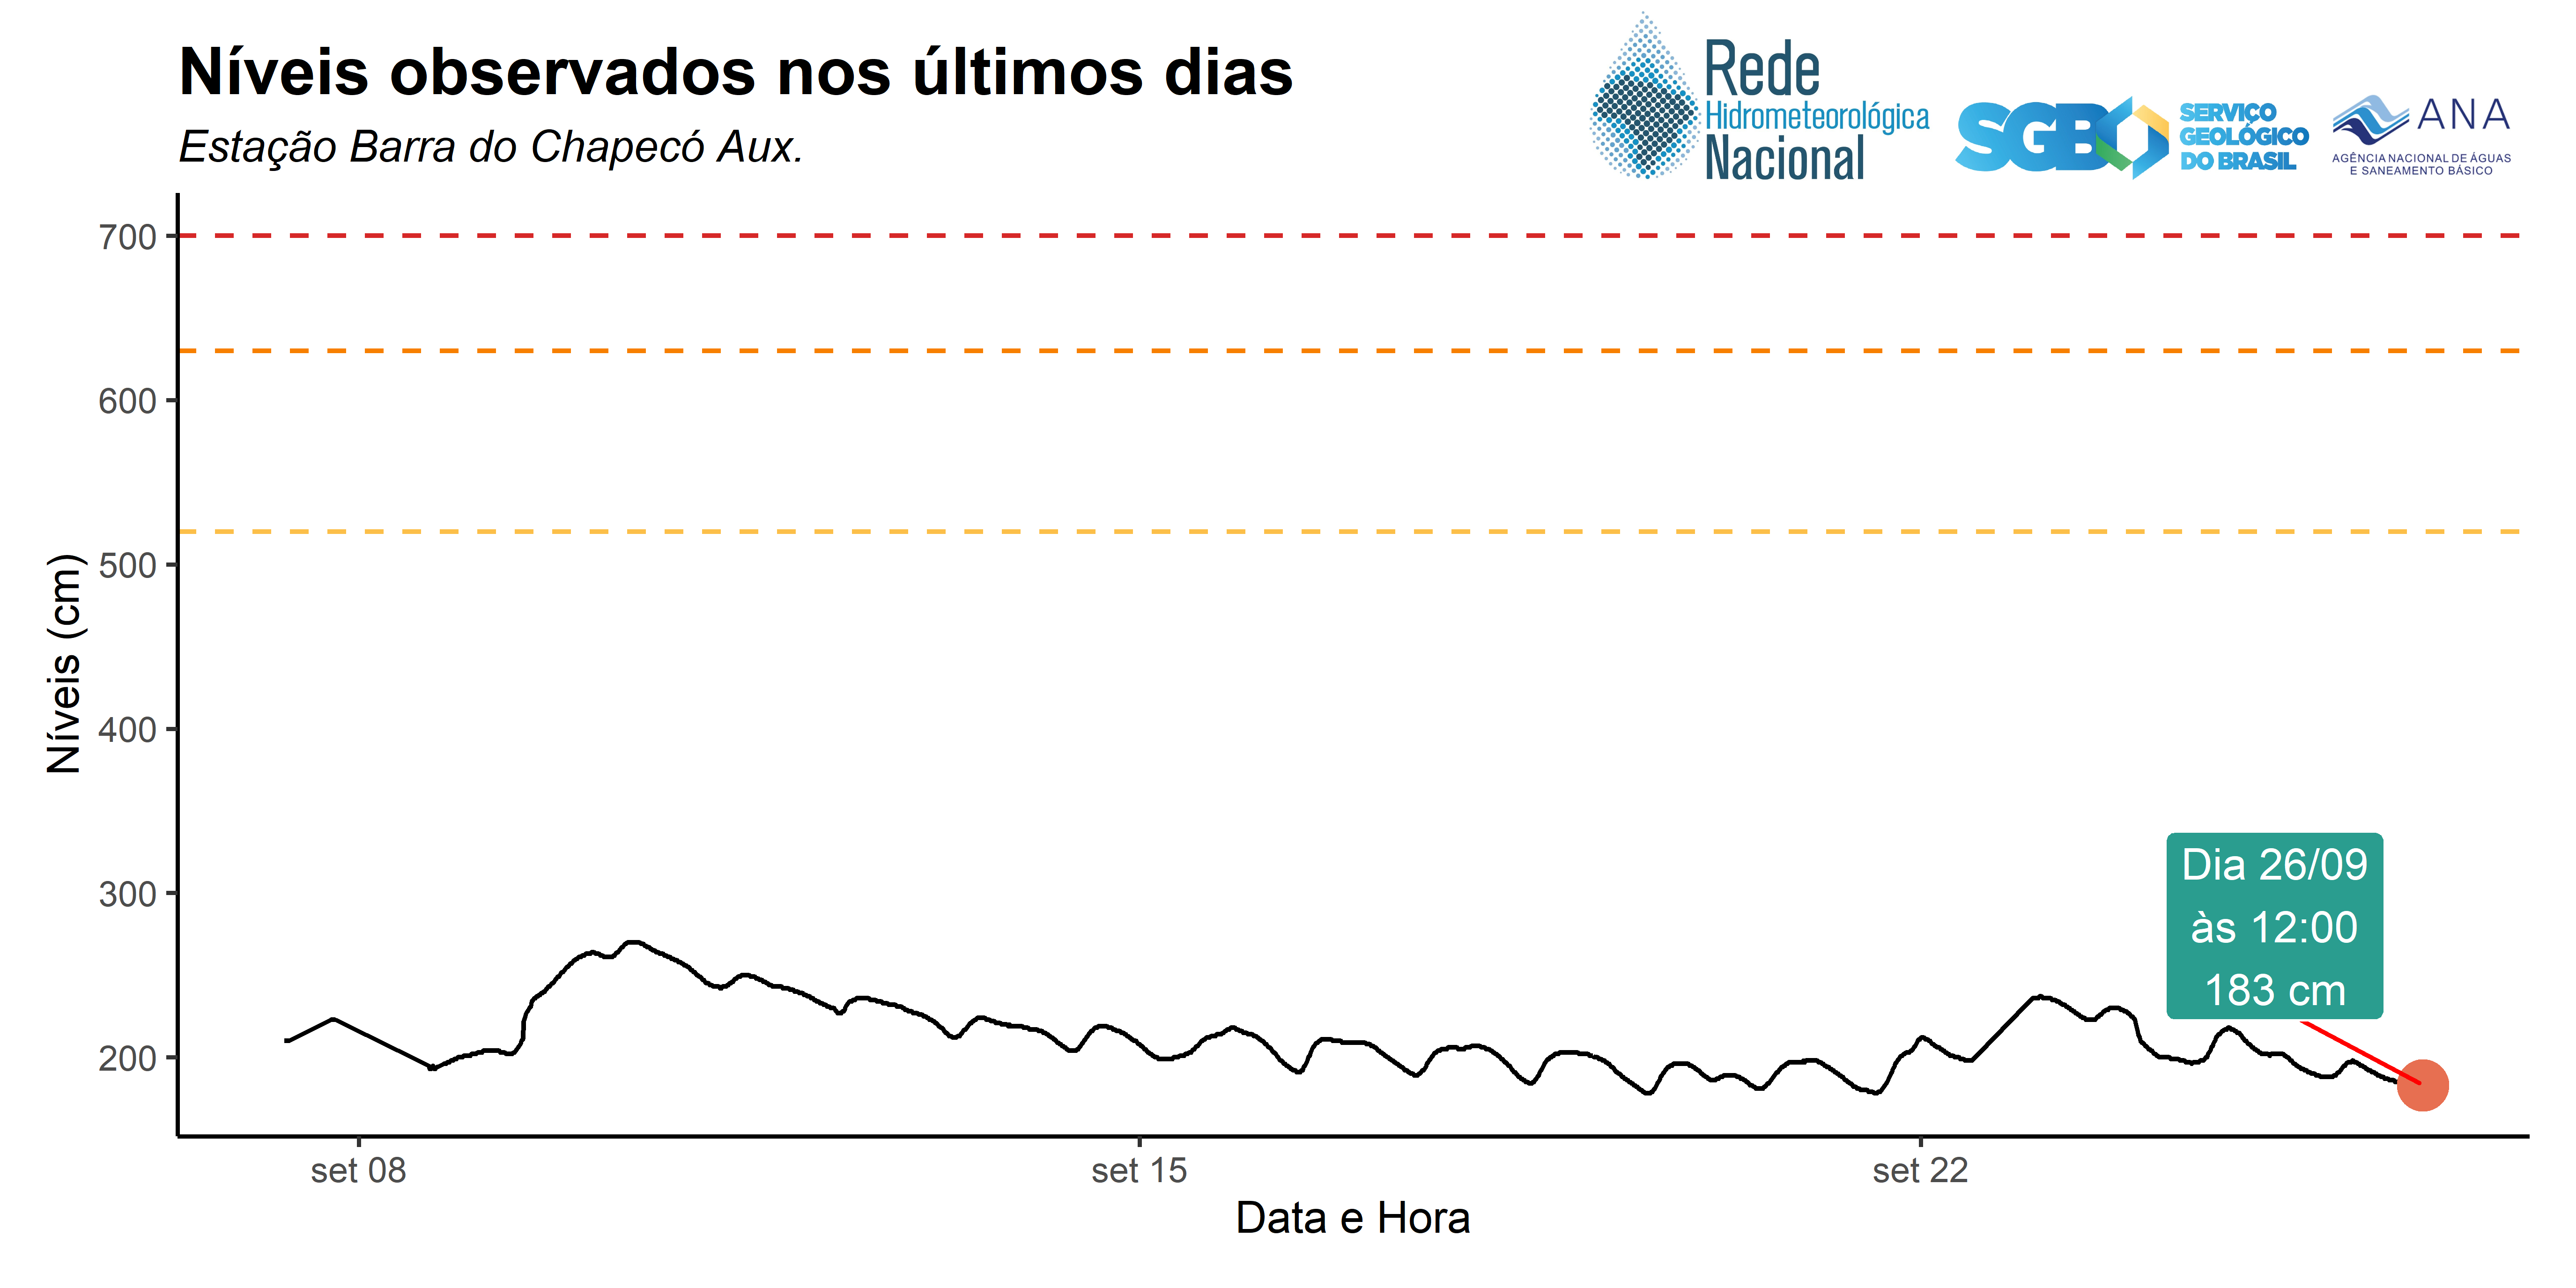 Níveis observados nos últimos dias
Estação Barra do Chapecó Aux.
Rede
Hidrometeorológica
Nacional
SGB
SERVIÇO
GEOLÓGICO
DO BRASIL
ANA
AGÊNCIA NACIONAL DE ÁGUAS
E SANEAMENTO BÁSICO
Níveis (cm)
700
600
500
400
300
200
Dia 26/09
às 12:00
183 cm
set 08
set 15
set 22
Data e Hora